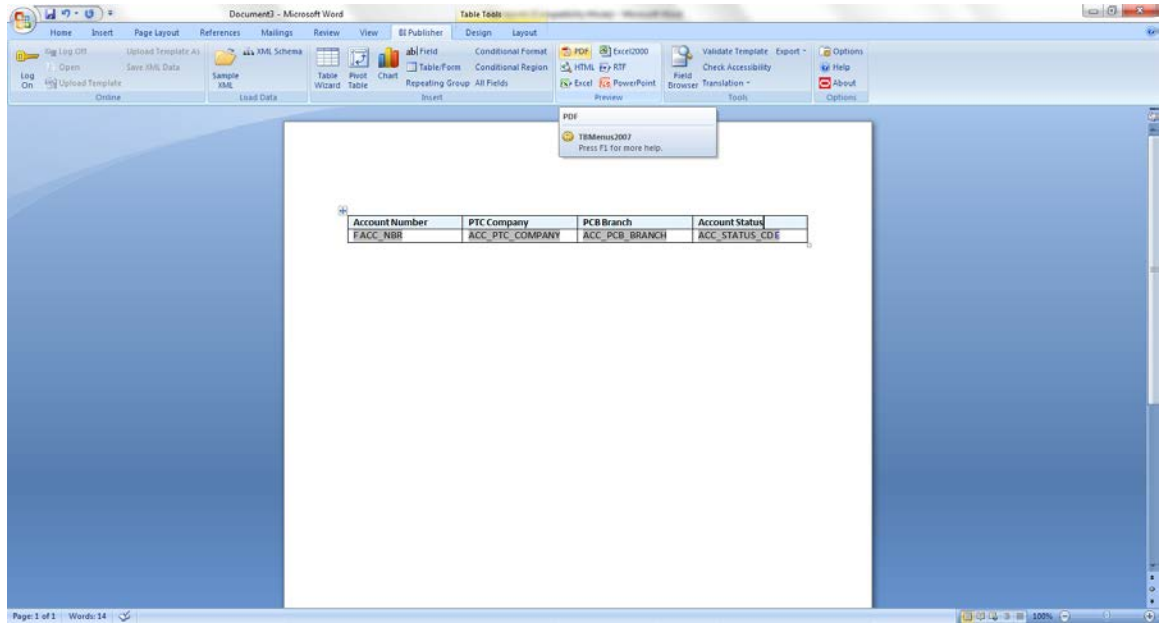 Document3 - Microsoft Word Table Tools
Home Insert Page Layout References Mailings Review View BI Publisher Design Layout
Log On
Log Off
Open
Upload Template
Upload Template As
Save XML Data
Online
Sample XML
XML Schema
Load Data
Table Wizard
Pivot Table
Chart
Field
Table/Form
Repeating Group
Conditional Format
Conditional Region
All Fields
Insert
PDF
HTML
Excel
Excel2000
RTF
PowerPoint
Preview
Field Browser
Validate Template Export
Check Accessibility
Translation
Tools
Options
Help
About
Options
PDF
TBMenus2007
Press F1 for more help.
Account Number PTC Company PCB Branch Account Status
FACC_NBR ACC_PTC_COMPANY ACC_PCB_BRANCH ACC_STATUS_CDE
Page: 1 of 1 Words: 14 100%